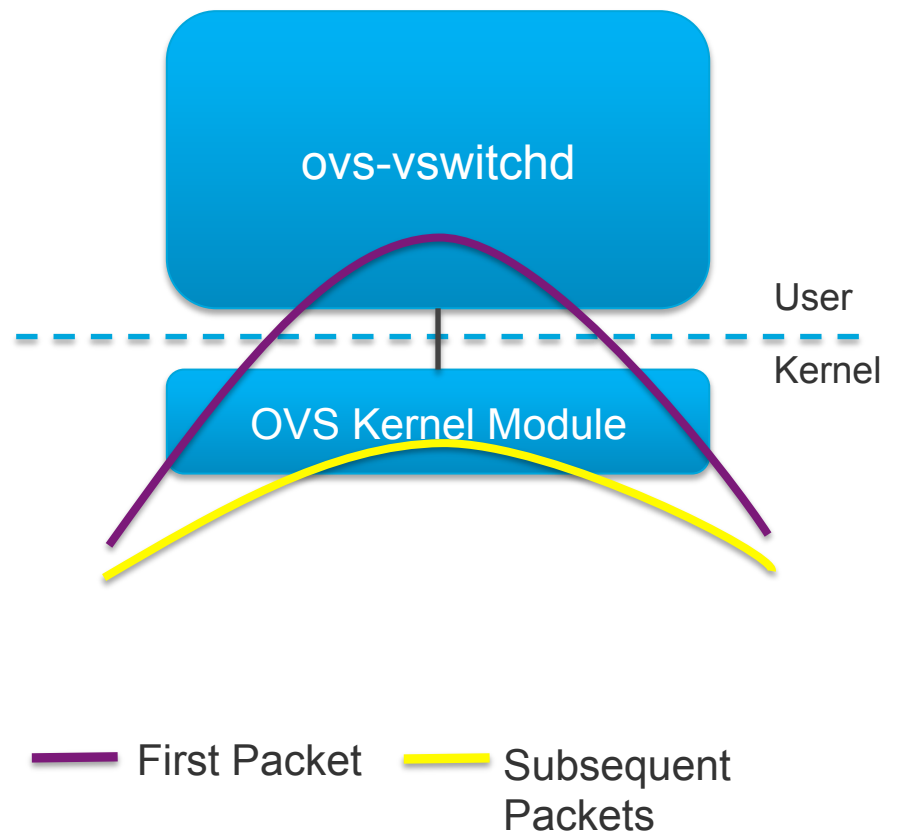 ovs-vswitchd
User
Kernel
OVS Kernel Module
First Packet
Subsequent
Packets